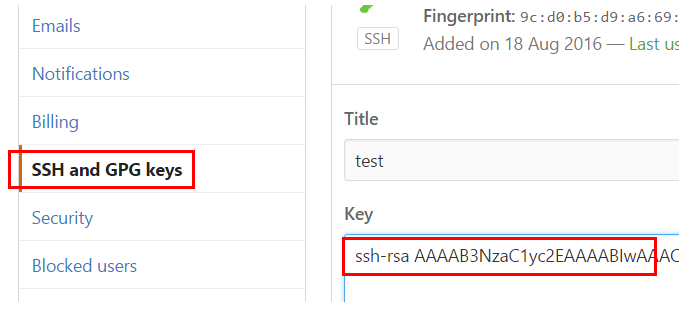 Emails
Notifications
Billing
SSH and GPG keys
Security
Blocked users
Fingerprint: 9c:d0:b5:d9:a6:69:
SSH
Added on 18 Aug 2016 — Last us
Title
test
Key
ssh-rsa AAAAB3NzaC1yc2EAAAABIwAAAC